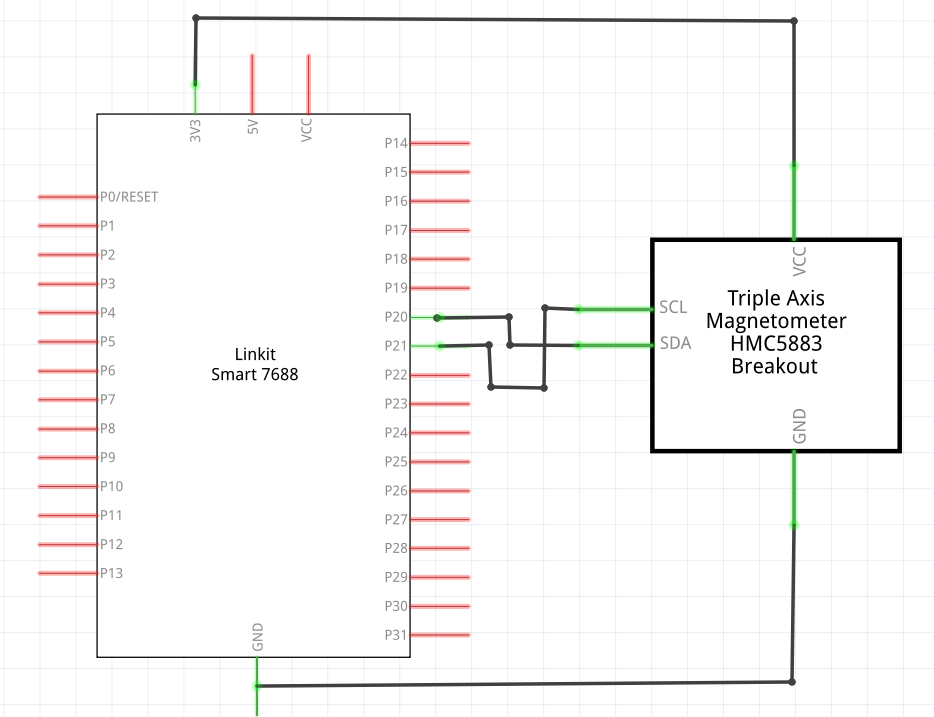 3V3
5V
VCC
P0/RESET
P1
P2
P3
P4
P5
P6
P7
P8
P9
P10
P11
P12
P13
Linkit
Smart 7688
P14
P15
P16
P17
P18
P19
P20
P21
P22
P23
P24
P25
P26
P27
P28
P29
P30
P31
GND
VCC
SCL
SDA
Triple Axis
Magnetometer
HMC5883
Breakout
GND